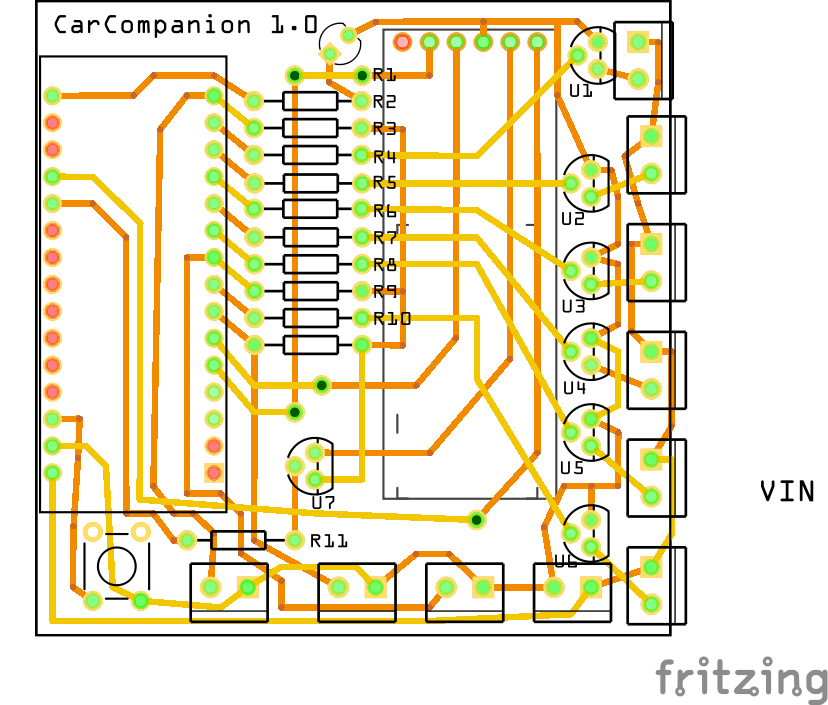 CarCompanion 1.0
R1
R2
R3
R4
R5
R6
R7
R8
R9
R10
U1
U2
U3
U4
U5
U6
U7
R11
VIN
fritzing